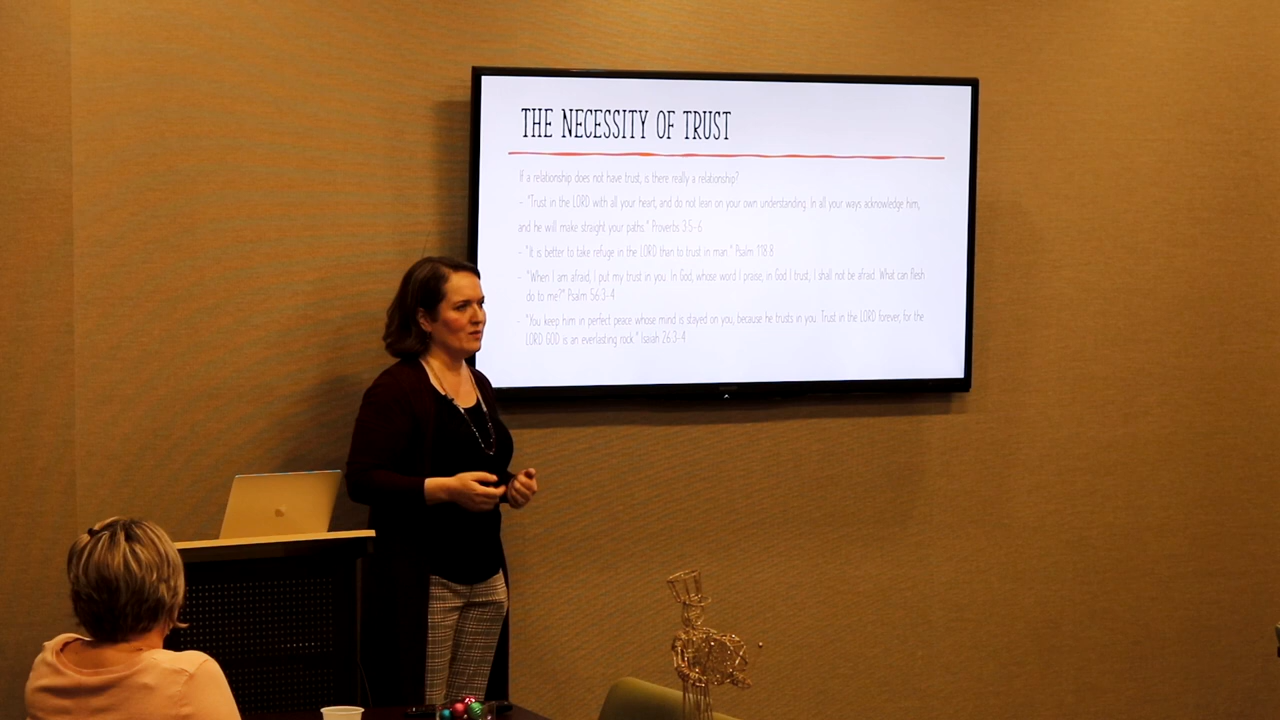 THE NECESSITY OF TRUST
If a relationship does not have trust, is there really a relationship?
- "Trust in the LORD with all your heart, and do not lean on your own understanding. In all your ways acknowledge him,
and he will make straight your paths." Proverbs 3:5-6
- "It is better to take refuge in the LORD than to trust in man." Psalm 118:8
- "When I am afraid, I put my trust in you. In God, whose word I praise, in God I trust; I shall not be afraid. What can flesh
do to me?" Psalm 56:3-4
- "You keep him in perfect peace whose mind is stayed on you, because he trusts in you. Trust in the LORD forever, for the
LORD GOD is an everlasting rock." Isaiah 26:3-4